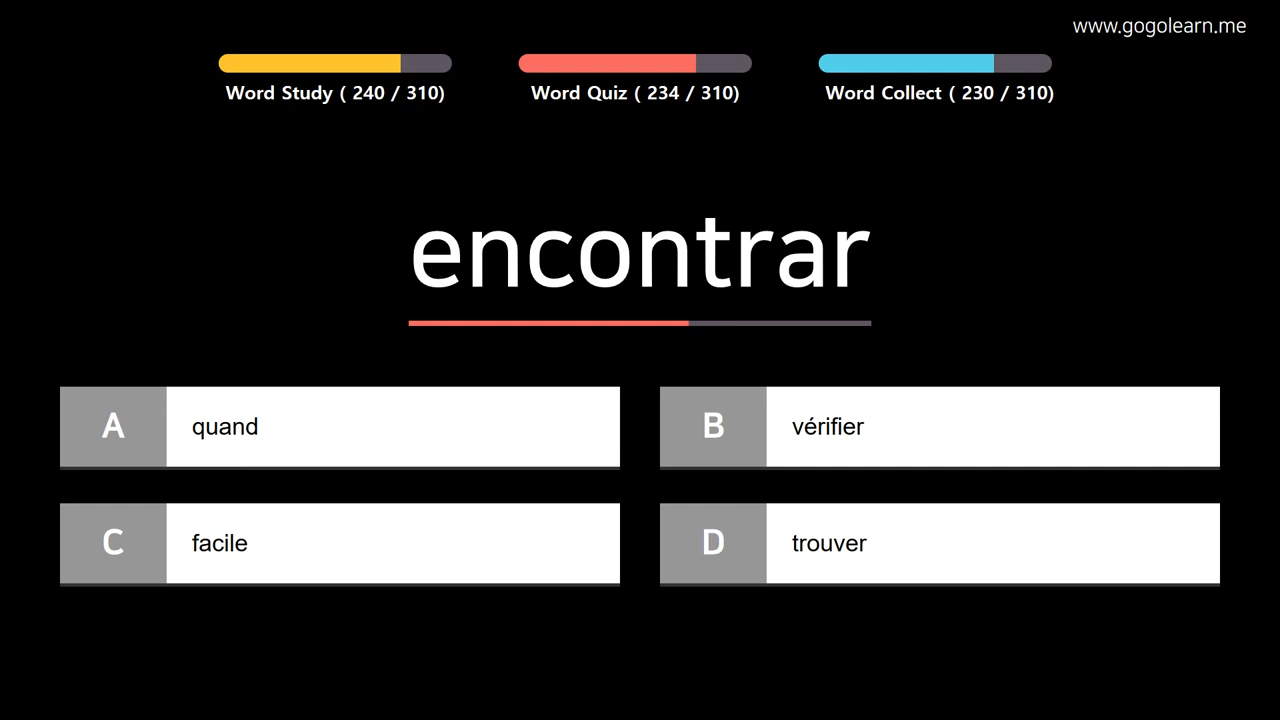 www.gogolearn.me
Word Study ( 240 / 310)
Word Quiz ( 234 / 310)
Word Collect ( 230 / 310)
encontrar
A
quand
B
vérifier
C
facile
D
trouver